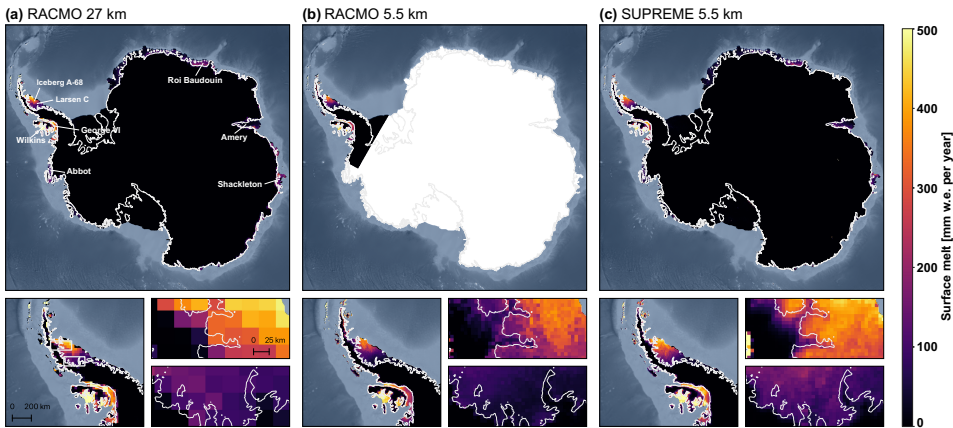 (a) RACMO 27 km
(b) RACMO 5.5 km
(c) SUPREME 5.5 km
Iceberg A-68
Larsen C
Wilkins
George VI
Abbot
Roi Baudouin
Amery
Shackleton
0 25 km
0 200 km
500
400
300
200
100
0
Surface melt [mm w.e. per year]